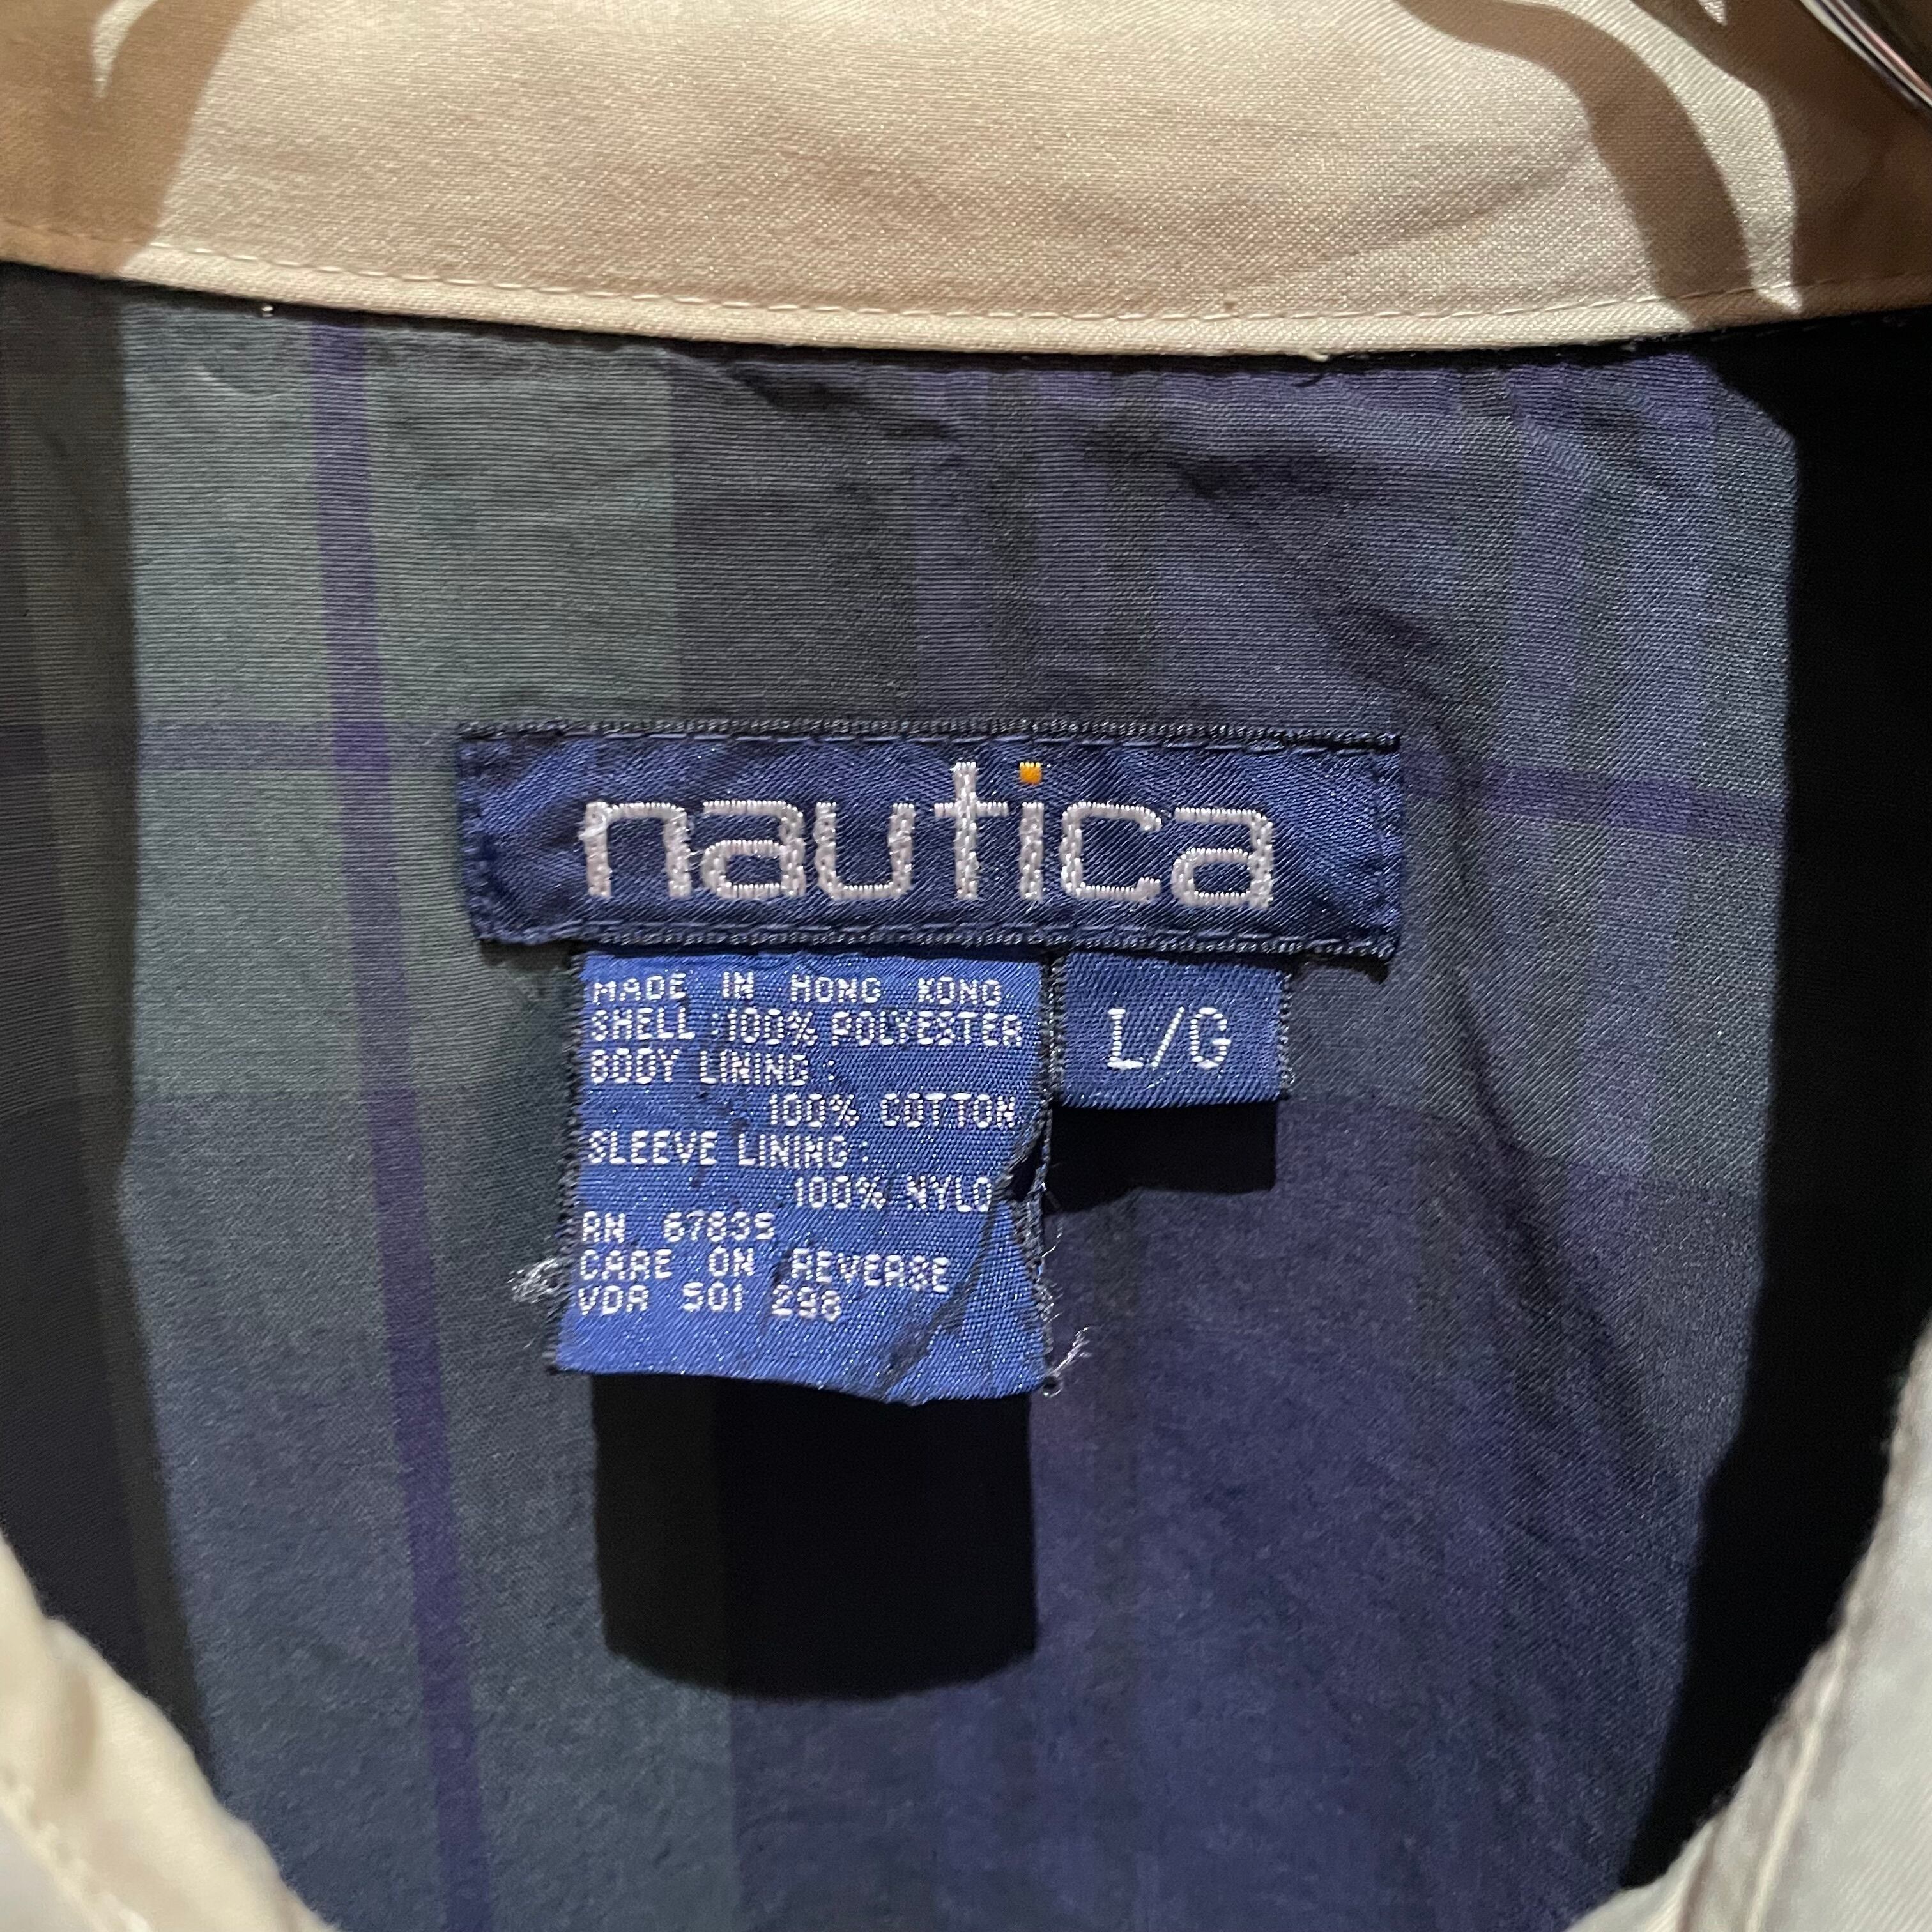 nautica
MADE IN HONG KONG
SHELL :100% POLYESTER
BODY LINING :
100% COTTON
SLEEVE LINING :
100% NYLO
RN 67835
CARE ON REVERSE
VDR 501 298
L/G